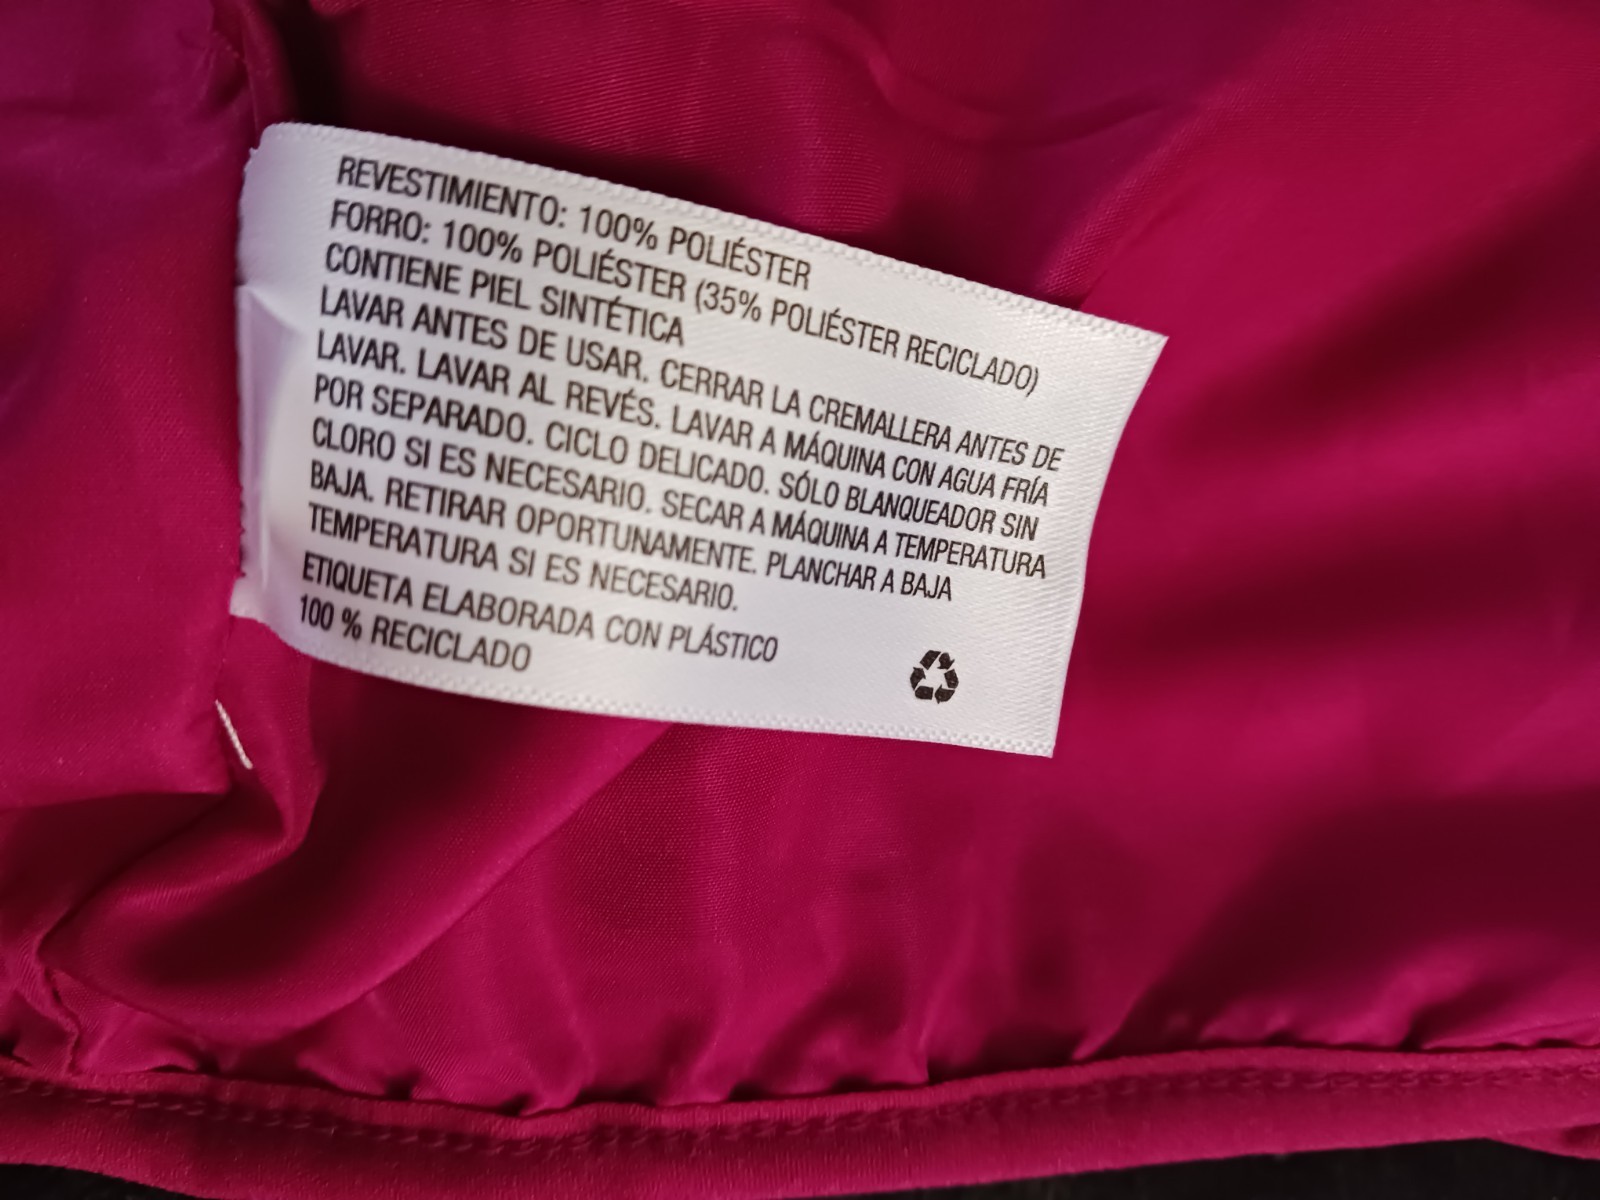 REVESTIMIENTO: 100% POLIÉSTER
FORRO: 100% POLIÉSTER (35% POLIÉSTER RECICLADO)
CONTIENE PIEL SINTÉTICA
LAVAR ANTES DE USAR. CERRAR LA CREMALLERA ANTES DE
LAVAR. LAVAR AL REVÉS. LAVAR A MÁQUINA CON AGUA FRÍA
POR SEPARADO. CICLO DELICADO. SÓLO BLANQUEADOR SIN
CLORO SI ES NECESARIO. SECAR A MÁQUINA A TEMPERATURA
BAJA. RETIRAR OPORTUNAMENTE. PLANCHAR A BAJA
TEMPERATURA SI ES NECESARIO.
ETIQUETA ELABORADA CON PLÁSTICO
100 % RECICLADO